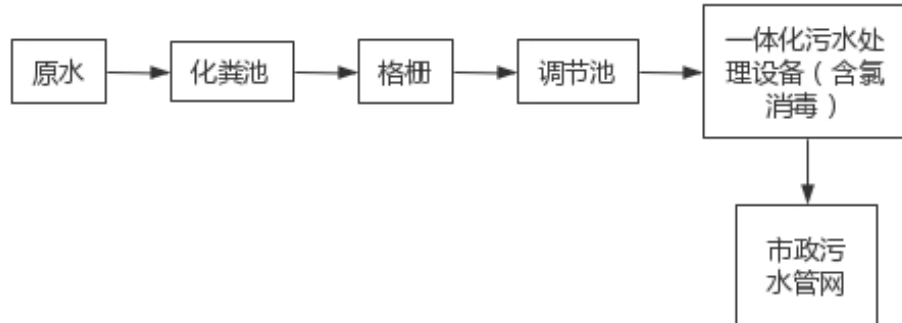 原水
化粪池
格栅
调节池
一体化污水处
理设备（含氯
消毒）
市政污
水管网